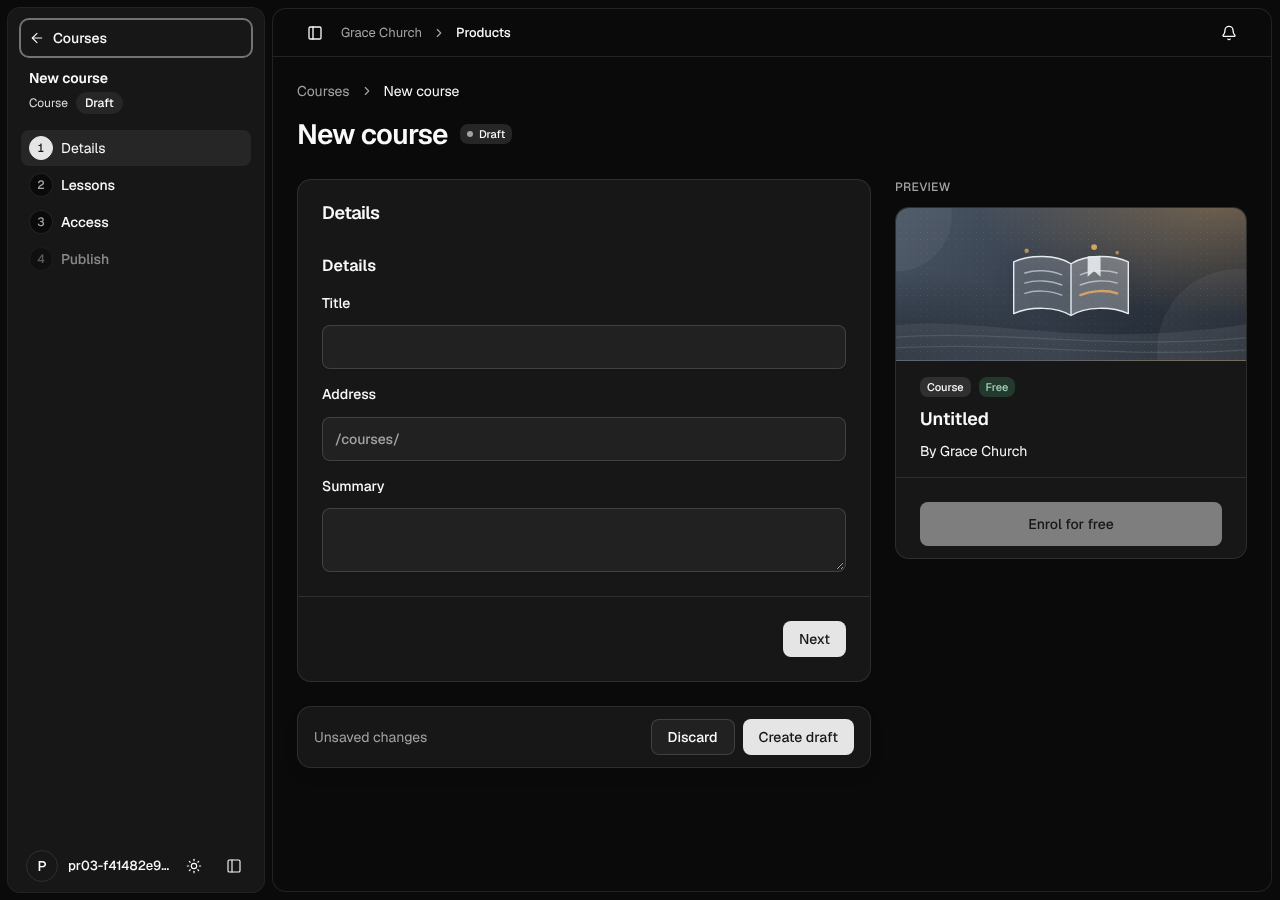 Courses
New course
Course Draft
1 Details
2 Lessons
3 Access
4 Publish
P pr03-f41482e9...
Grace Church > Products
Courses > New course
New course Draft
Details
Details
Title
Address
/courses/
Summary
Next
Unsaved changes Discard Create draft
PREVIEW
Course Free
Untitled
By Grace Church
Enrol for free